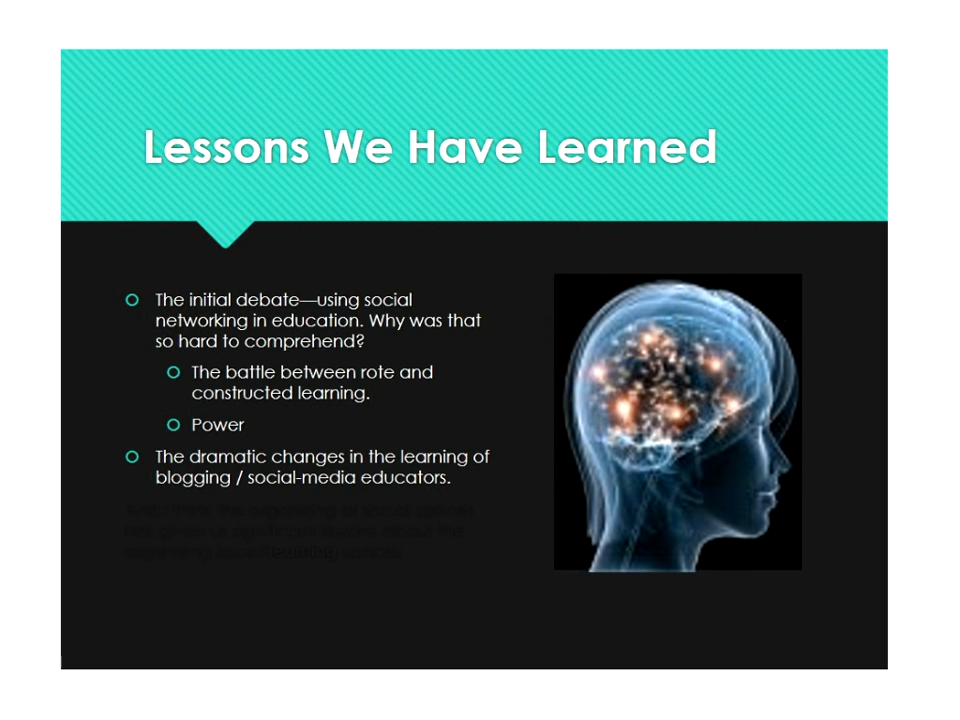 Lessons We Have Learned
The initial debate—using social
networking in education. Why was that
so hard to comprehend?
The battle between rote and
constructed learning.
Power
The dramatic changes in the learning of
blogging / social-media educators.
learning